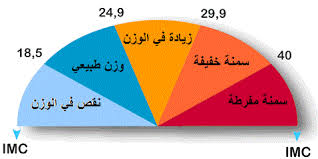 18,5
24,9
29,9
40
نقص في الوزن
وزن طبيعي
زيادة في الوزن
سمنة خفيفة
سمنة مفرطة
IMC
IMC